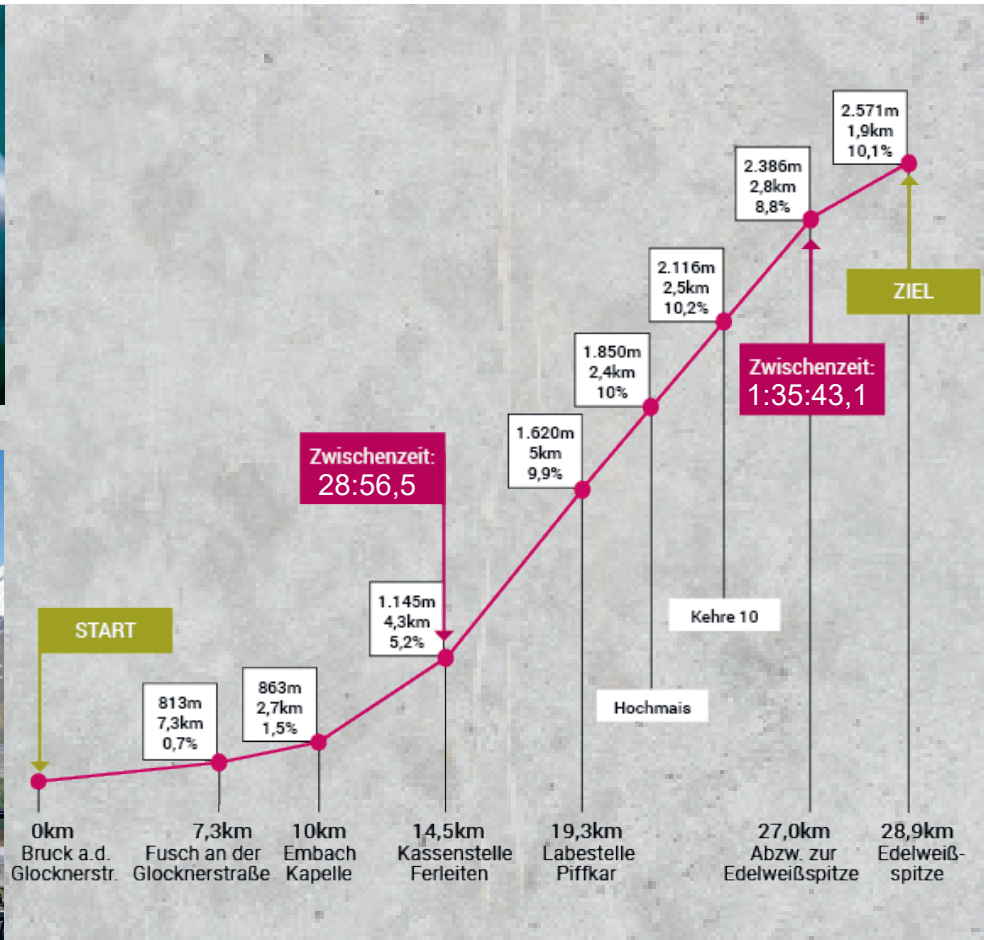 2.571m
1,9km
10,1%
2.386m
2,8km
8,8%
ZIEL
2.116m
2,5km
10,2%
1.850m
2,4km
10%
Zwischenzeit:
1:35:43,1
1.620m
5km
9,9%
Zwischenzeit:
28:56,5
1.145m
4,3km
5,2%
START
Kehre 10
863m
2,7km
1,5%
813m
7,3km
0,7%
Hochmais
0km
Bruck a.d.
Glocknerstr.
7,3km
Fusch an der
Glocknerstraße
10km
Embach
Kapelle
14,5km
Kassenstelle
Ferleiten
19,3km
Labestelle
Piffkar
27,0km
Abzw. zur
Edelweißspitze
28,9km
Edelweiß-
spitze